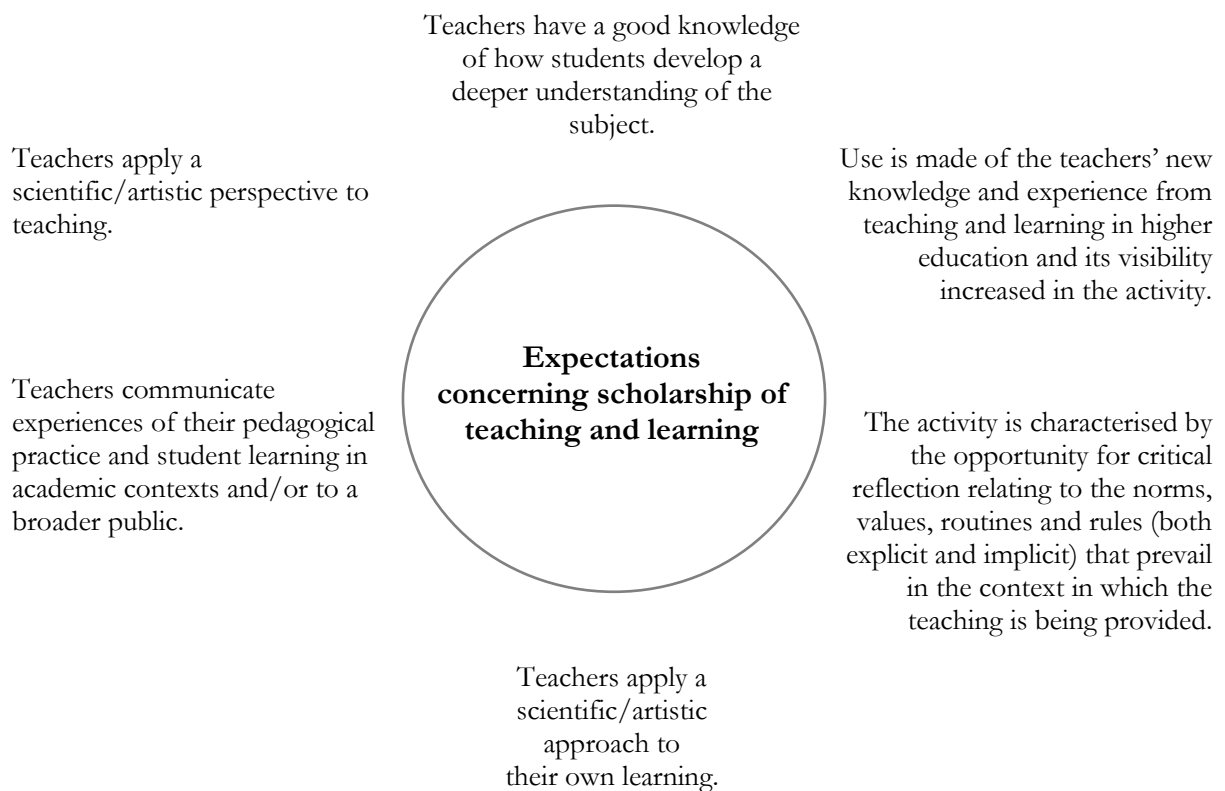 Teachers have a good knowledge
of how students develop a
deeper understanding of the
subject.
Teachers apply a
scientific/artistic perspective to
teaching.
Use is made of the teachers’ new
knowledge and experience from
teaching and learning in higher
education and its visibility
increased in the activity.
Expectations
concerning scholarship of
teaching and learning
Teachers communicate
experiences of their pedagogical
practice and student learning in
academic contexts and/or to a
broader public.
The activity is characterised by
the opportunity for critical
reflection relating to the norms,
values, routines and rules (both
explicit and implicit) that prevail
in the context in which the
teaching is being provided.
Teachers apply a
scientific/artistic
approach to
their own learning.